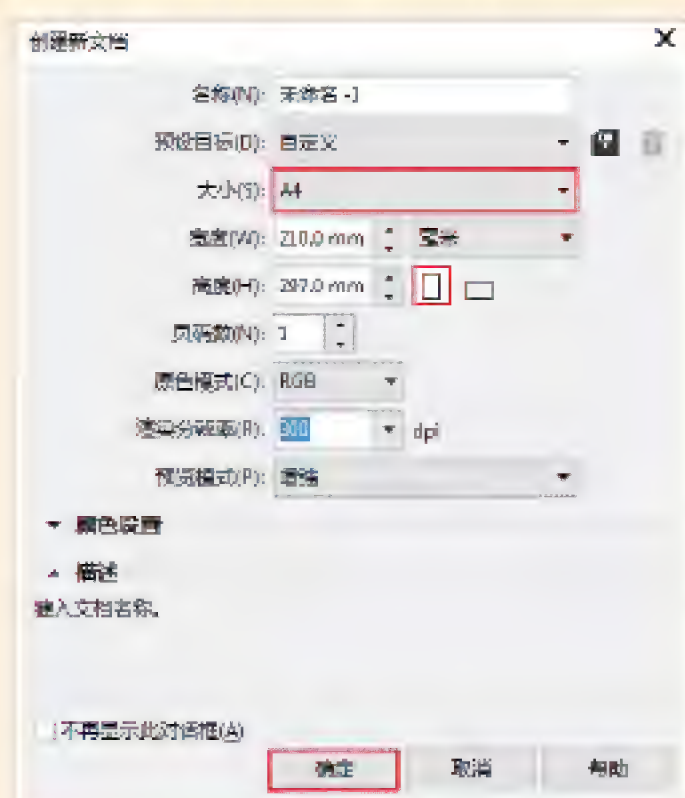 创建新文档
名称(N): 未命名 -1
预设目标(D): 自定义
大小(S): A4
宽度(W): 210.0 mm 毫米
高度(H): 297.0 mm
页码数(N): 1
原色模式(C): RGB
渲染分辨率(R): 300 dpi
预览模式(P): 增强
颜色设置
描述
键入文档名称。
不再显示此对话框(A)
确定 取消 帮助